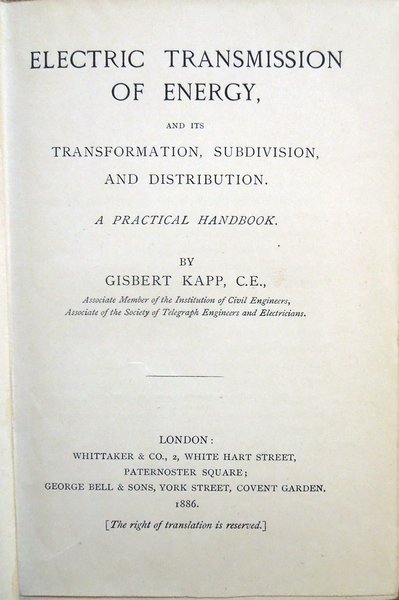 ELECTRIC TRANSMISSION
OF ENERGY,
AND ITS
TRANSFORMATION, SUBDIVISION,
AND DISTRIBUTION.
A PRACTICAL HANDBOOK.
BY
GISBERT KAPP, C.E.,
Associate Member of the Institution of Civil Engineers,
Associate of the Society of Telegraph Engineers and Electricians.
LONDON:
WHITTAKER & CO., 2, WHITE HART STREET,
PATERNOSTER SQUARE;
GEORGE BELL & SONS, YORK STREET, COVENT GARDEN.
1886.
[The right of translation is reserved.]